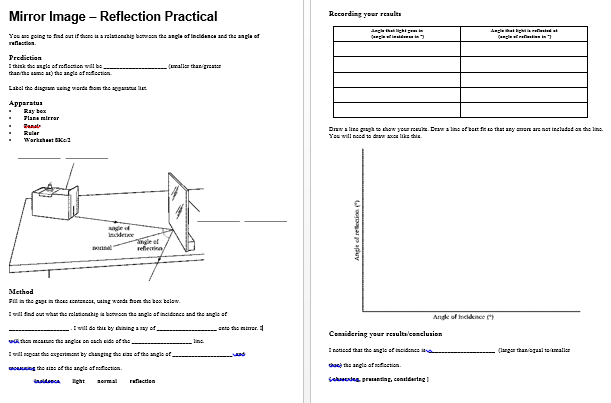 Mirror Image – Reflection Practical
You are going to find out if there is a relationship between the angle of incidence and the angle of
reflection.
Prediction
I think the angle of reflection will be ____________________ (smaller than/greater
than/the same as) the angle of reflection.
Label the diagram using words from the apparatus list.
Apparatus
• Ray box
• Plane mirror
• Pencil
• Ruler
• Worksheet 8Kc/2
angle of
incidence
normal
angle of
reflection
Method
Fill in the gaps in these sentences, using words from the box below.
I will find out what the relationship is between the angle of incidence and the angle of
____________________. I will do this by shining a ray of ____________________ onto the mirror. I
will then measure the angles on each side of the ____________________ line.
I will repeat the experiment by changing the size of the angle of ____________________ and
measuring the size of the angle of reflection.
incidence light normal reflection
Recording your results
Angle that light goes in
(angle of incidence in °)
Angle that light is reflected at
(angle of reflection in °)
Draw a line graph to show your results. Draw a line of best fit so that any errors are not included on the line.
You will need to draw axes like this.
Angle of reflection (°)
Angle of incidence (°)
Considering your results/conclusion
I noticed that the angle of incidence is ____________________ (larger than/equal to/smaller
than) the angle of reflection.
[ observing, presenting, considering ]